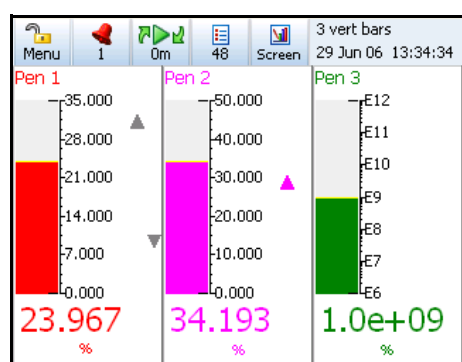 Menu
1
0m
48
Screen
3 vert bars
29 Jun 06 13:34:34
Pen 1
35.000
28.000
21.000
14.000
7.000
0.000
23.967
%
Pen 2
50.000
40.000
30.000
20.000
10.000
0.000
34.193
%
Pen 3
E12
E11
E10
E9
E8
E7
E6
1.0e+09
%